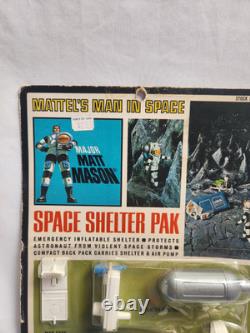 MATTEL'S MAN IN SPACE
STOCK
MAJOR
MATT
MASON®
SPACE SHELTER PAK
EMERGENCY INFLATABLE SHELTER • PROTECTS
ASTRONAUT FROM VIOLENT SPACE STORMS •
COMPACT BACK PACK CARRIES SHELTER & AIR PUMP